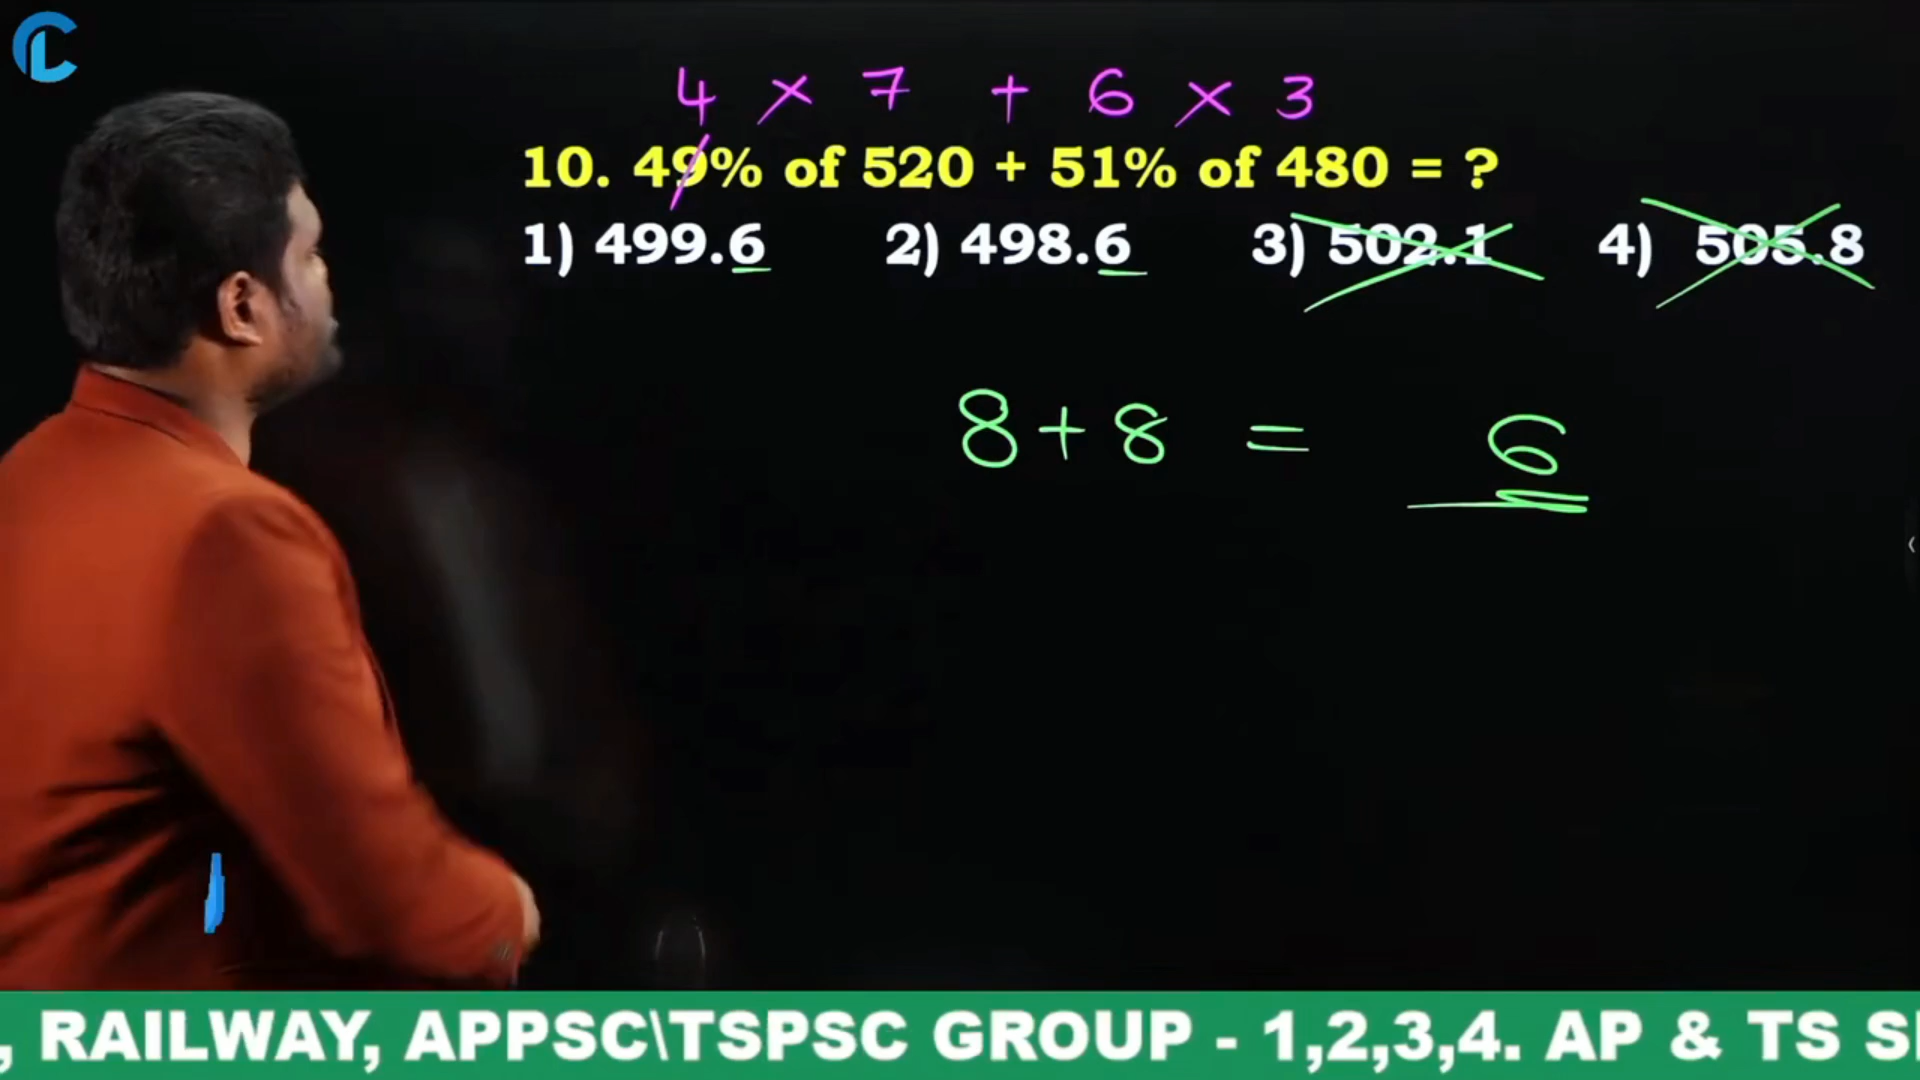 4 × 7 + 6 × 3
10. 49% of 520 + 51% of 480 = ?
1) 499.6 2) 498.6 3) 502.1 4) 505.8
8 + 8 = 6
, RAILWAY, APPSC\TSPSC GROUP - 1,2,3,4. AP & TS